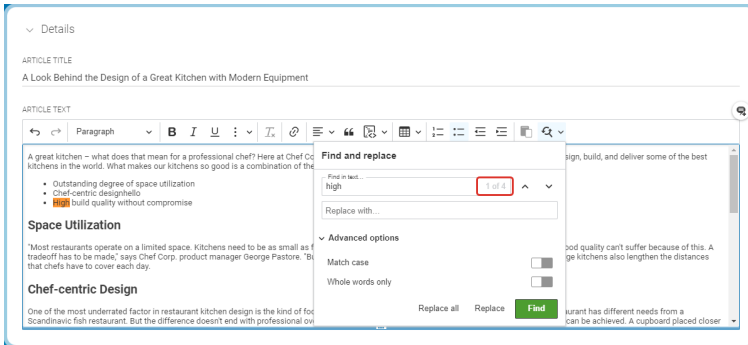 Details
ARTICLE TITLE
A Look Behind the Design of a Great Kitchen with Modern Equipment
ARTICLE TEXT
Paragraph
B I U
A great kitchen – what does that mean for a professional chef? Here at Chef Co
sign, build, and deliver some of the best
kitchens in the world. What makes our kitchens so good is a combination of the
Outstanding degree of space utilization
Chef-centric designhello
High build quality without compromise
Space Utilization
"Most restaurants operate on a limited space. Kitchens need to be as small as f
ood quality can't suffer because of this. A
tradeoff has to be made," says Chef Corp. product manager George Pastore. "Bu
ge kitchens also lengthen the distances
that chefs have to cover each day.
Chef-centric Design
One of the most underrated factor in restaurant kitchen design is the kind of foo
urant has different needs from a
Scandinavic fish restaurant. But the difference doesn't end with professional ov
can be achieved. A cupboard placed closer
Find and replace
Find in text...
high
1 of 4
Replace with...
Advanced options
Match case
Whole words only
Replace all
Replace
Find